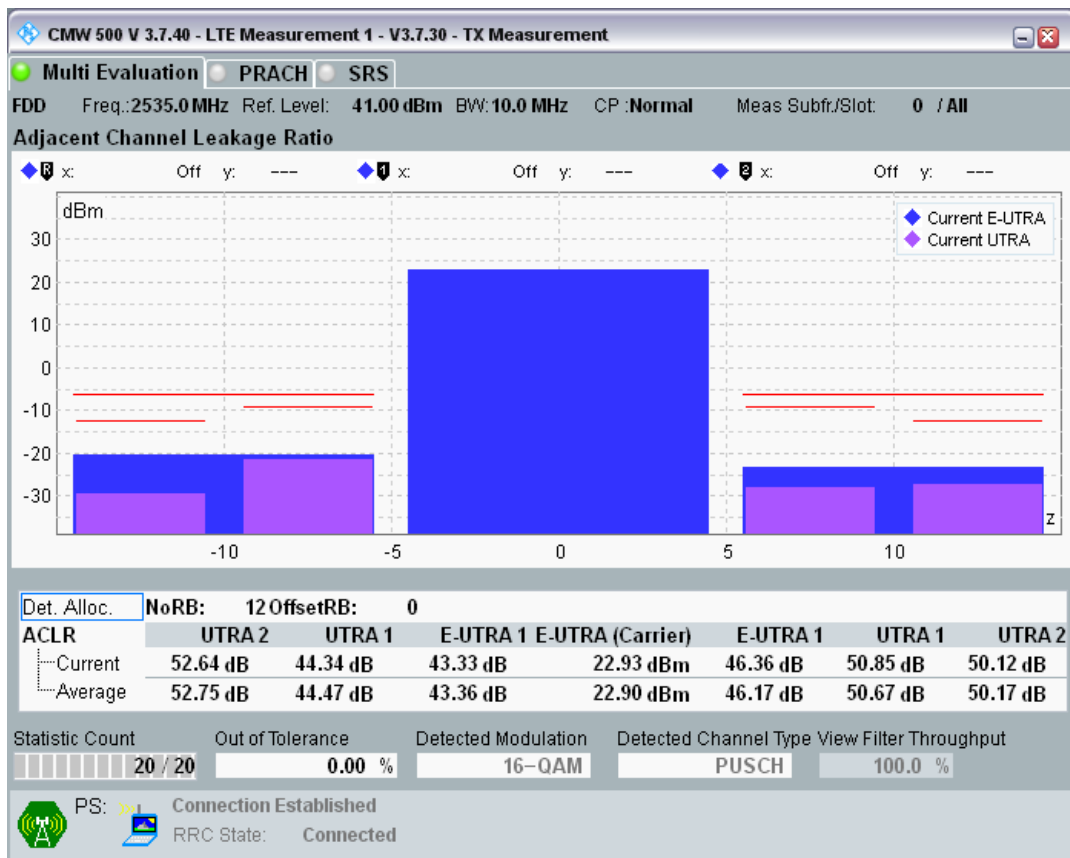 CMW 500 V 3.7.40 - LTE Measurement 1 - V3.7.30 - TX Measurement
Multi Evaluation PRACH SRS
FDD Freq.:2535.0 MHz Ref. Level: 41.00 dBm BW:10.0 MHz CP :Normal Meas Subfr./Slot: 0 / All
Adjacent Channel Leakage Ratio
R x: Off y: --- 1 x: Off y: --- 2 x: Off y: ---
dBm
Current E-UTRA
Current UTRA
30
20
10
0
-10
-20
-30
z
-10 -5 0 5 10
Det. Alloc. NoRB: 12 OffsetRB: 0
ACLR UTRA 2 UTRA 1 E-UTRA 1 E-UTRA (Carrier) E-UTRA 1 UTRA 1 UTRA 2
Current 52.64 dB 44.34 dB 43.33 dB 22.93 dBm 46.36 dB 50.85 dB 50.12 dB
Average 52.75 dB 44.47 dB 43.36 dB 22.90 dBm 46.17 dB 50.67 dB 50.17 dB
Statistic Count Out of Tolerance Detected Modulation Detected Channel Type View Filter Throughput
20 / 20 0.00 % 16-QAM PUSCH 100.0 %
PS: Connection Established
RRC State: Connected